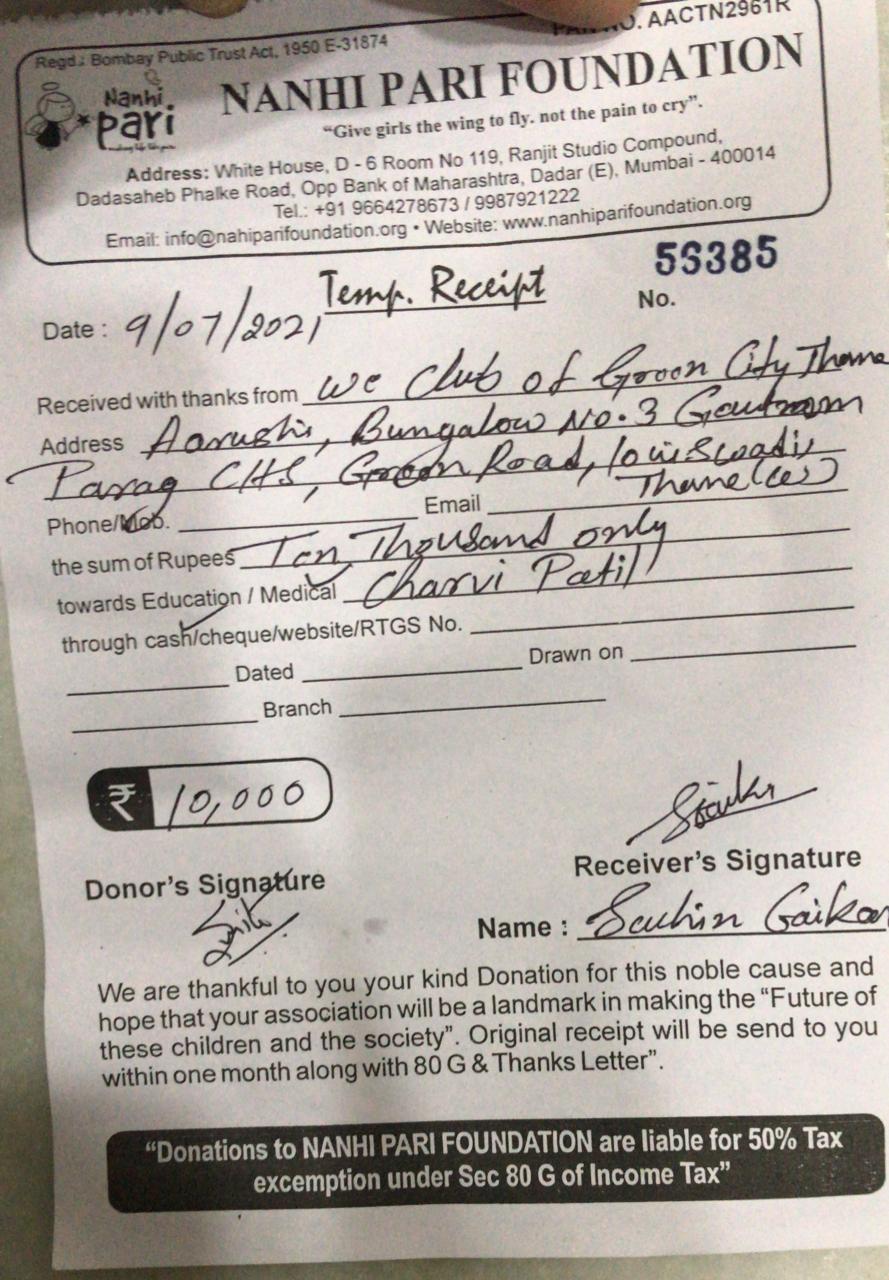 PAN NO. AACTN2961R
Regd.: Bombay Public Trust Act, 1950 E-31874
Nanhi
pari
NANHI PARI FOUNDATION
“Give girls the wing to fly. not the pain to cry”.
Address: White House, D - 6 Room No 119, Ranjit Studio Compound,
Dadasaheb Phalke Road, Opp Bank of Maharashtra, Dadar (E), Mumbai - 400014
Tel.: +91 9664278673 / 9987921222
Email: info@nahiparifoundation.org • Website: www.nanhiparifoundation.org
Temp. Receipt
No. 5S385
Date : 9/07/2021
Received with thanks from We Club of Green City Thane
Address Aarushi, Bungalow No. 3 Gautam
Parag CHS, Green Road,
Thane (w)
Phone/Mob. Email
the sum of Rupees Ten Thousand only
towards Education / Medical Charvi Patil
through cash/cheque/website/RTGS No.
Dated Drawn on
Branch
₹ 10,000
Donor's Signature
Receiver's Signature
Name : Sachin Gaikar
We are thankful to you your kind Donation for this noble cause and
hope that your association will be a landmark in making the “Future of
these children and the society”. Original receipt will be send to you
within one month along with 80 G & Thanks Letter”.
“Donations to NANHI PARI FOUNDATION are liable for 50% Tax
excemption under Sec 80 G of Income Tax”